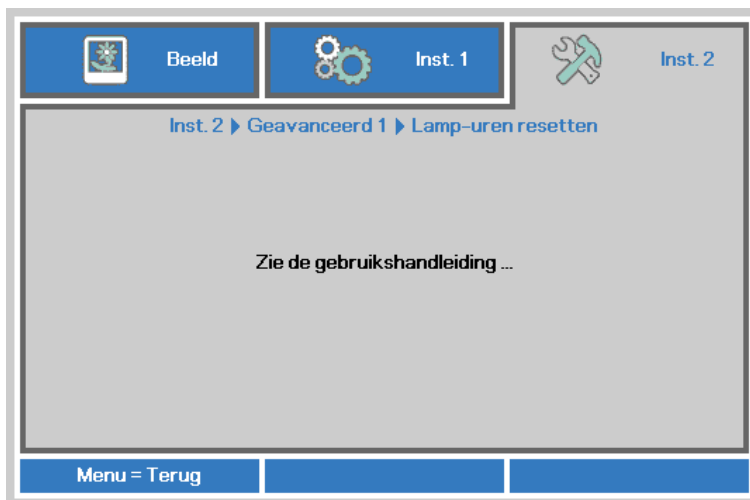 Beeld
Inst. 1
Inst. 2
Inst. 2 ▶ Geavanceerd 1 ▶ Lamp-uren resetten
Zie de gebruikshandleiding ...
Menu = Terug